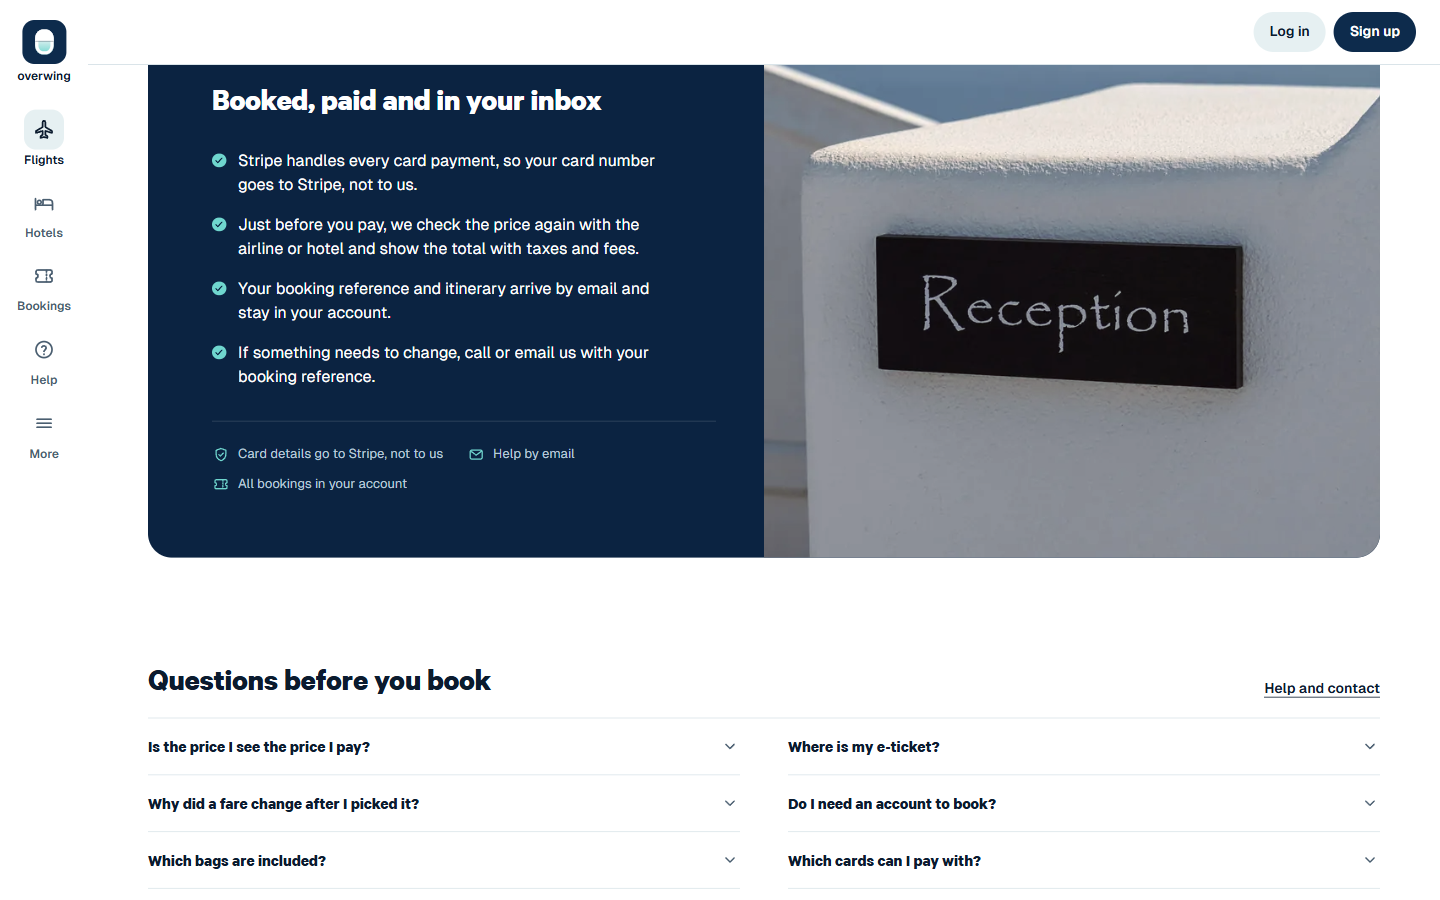 overwing
Flights
Hotels
Bookings
Help
More
Log in
Sign up
Booked, paid and in your inbox
Stripe handles every card payment, so your card number
goes to Stripe, not to us.
Just before you pay, we check the price again with the
airline or hotel and show the total with taxes and fees.
Your booking reference and itinerary arrive by email and
stay in your account.
If something needs to change, call or email us with your
booking reference.
Card details go to Stripe, not to us
Help by email
All bookings in your account
Reception
Questions before you book
Help and contact
Is the price I see the price I pay?
Why did a fare change after I picked it?
Which bags are included?
Where is my e-ticket?
Do I need an account to book?
Which cards can I pay with?